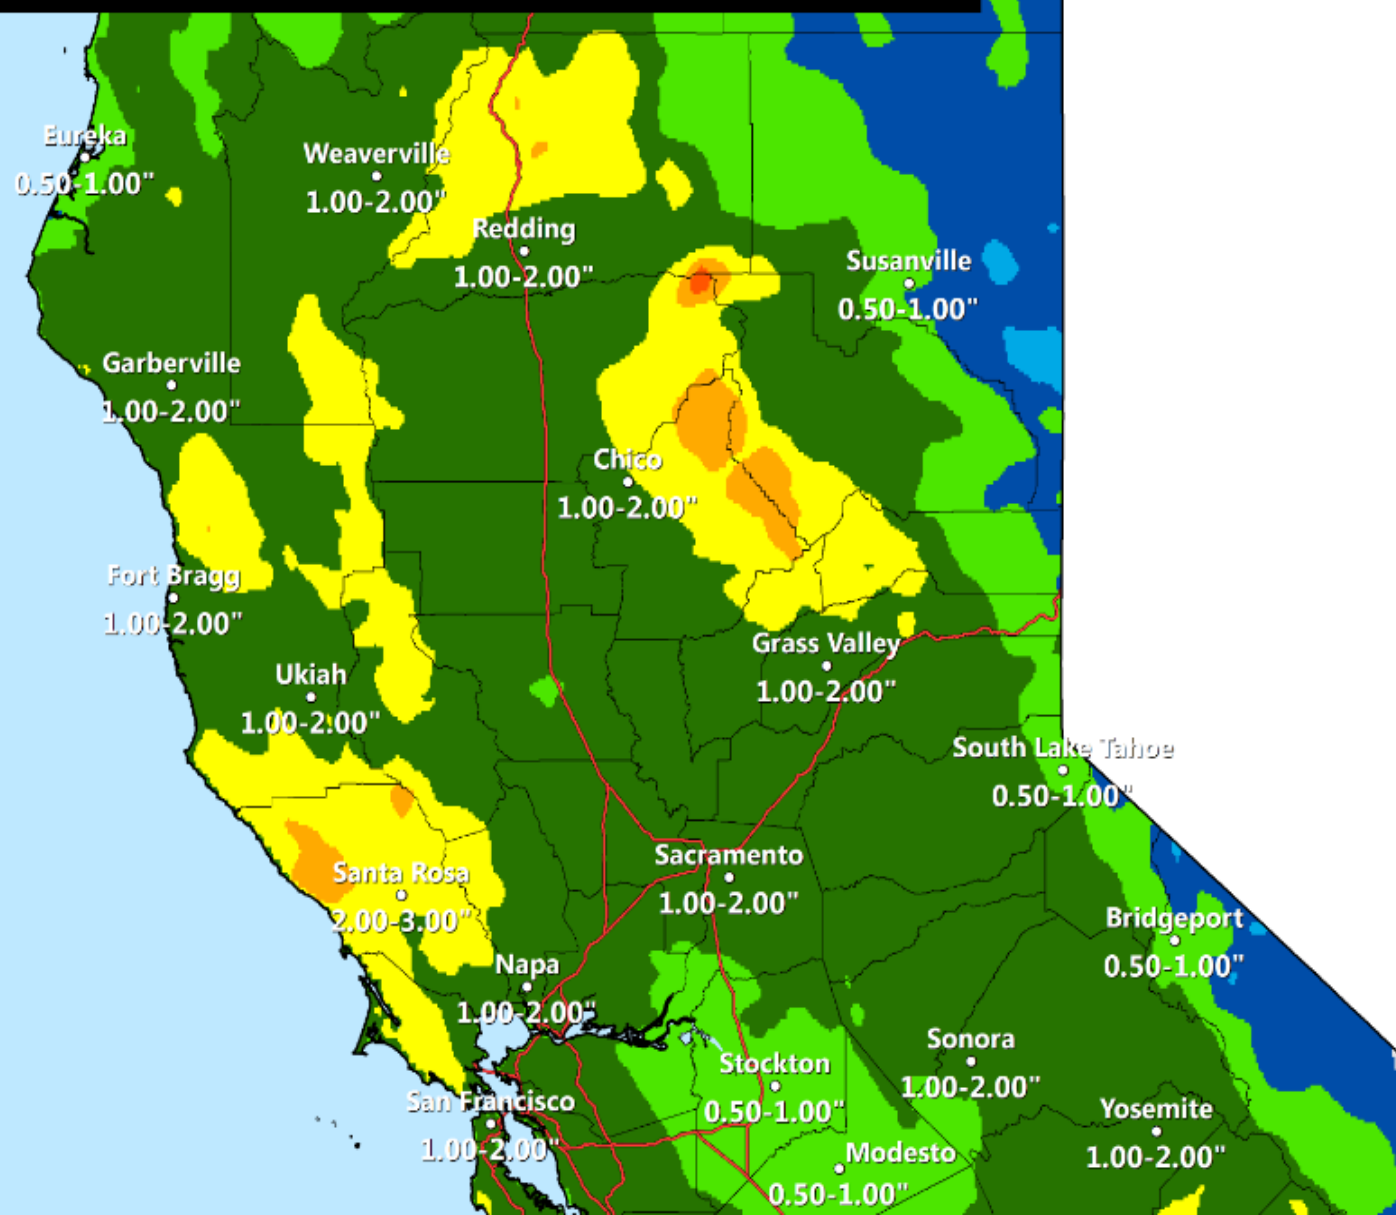 Eureka
0.50-1.00"
Weaverville
1.00-2.00"
Redding
1.00-2.00"
Susanville
0.50-1.00"
Garberville
1.00-2.00"
Chico
1.00-2.00"
Fort Bragg
1.00-2.00"
Grass Valley
1.00-2.00"
Ukiah
1.00-2.00"
South Lake Tahoe
0.50-1.00"
Sacramento
1.00-2.00"
Santa Rosa
2.00-3.00"
Bridgeport
0.50-1.00"
Napa
1.00-2.00"
Sonora
1.00-2.00"
Stockton
0.50-1.00"
San Francisco
1.00-2.00"
Yosemite
1.00-2.00"
Modesto
0.50-1.00"